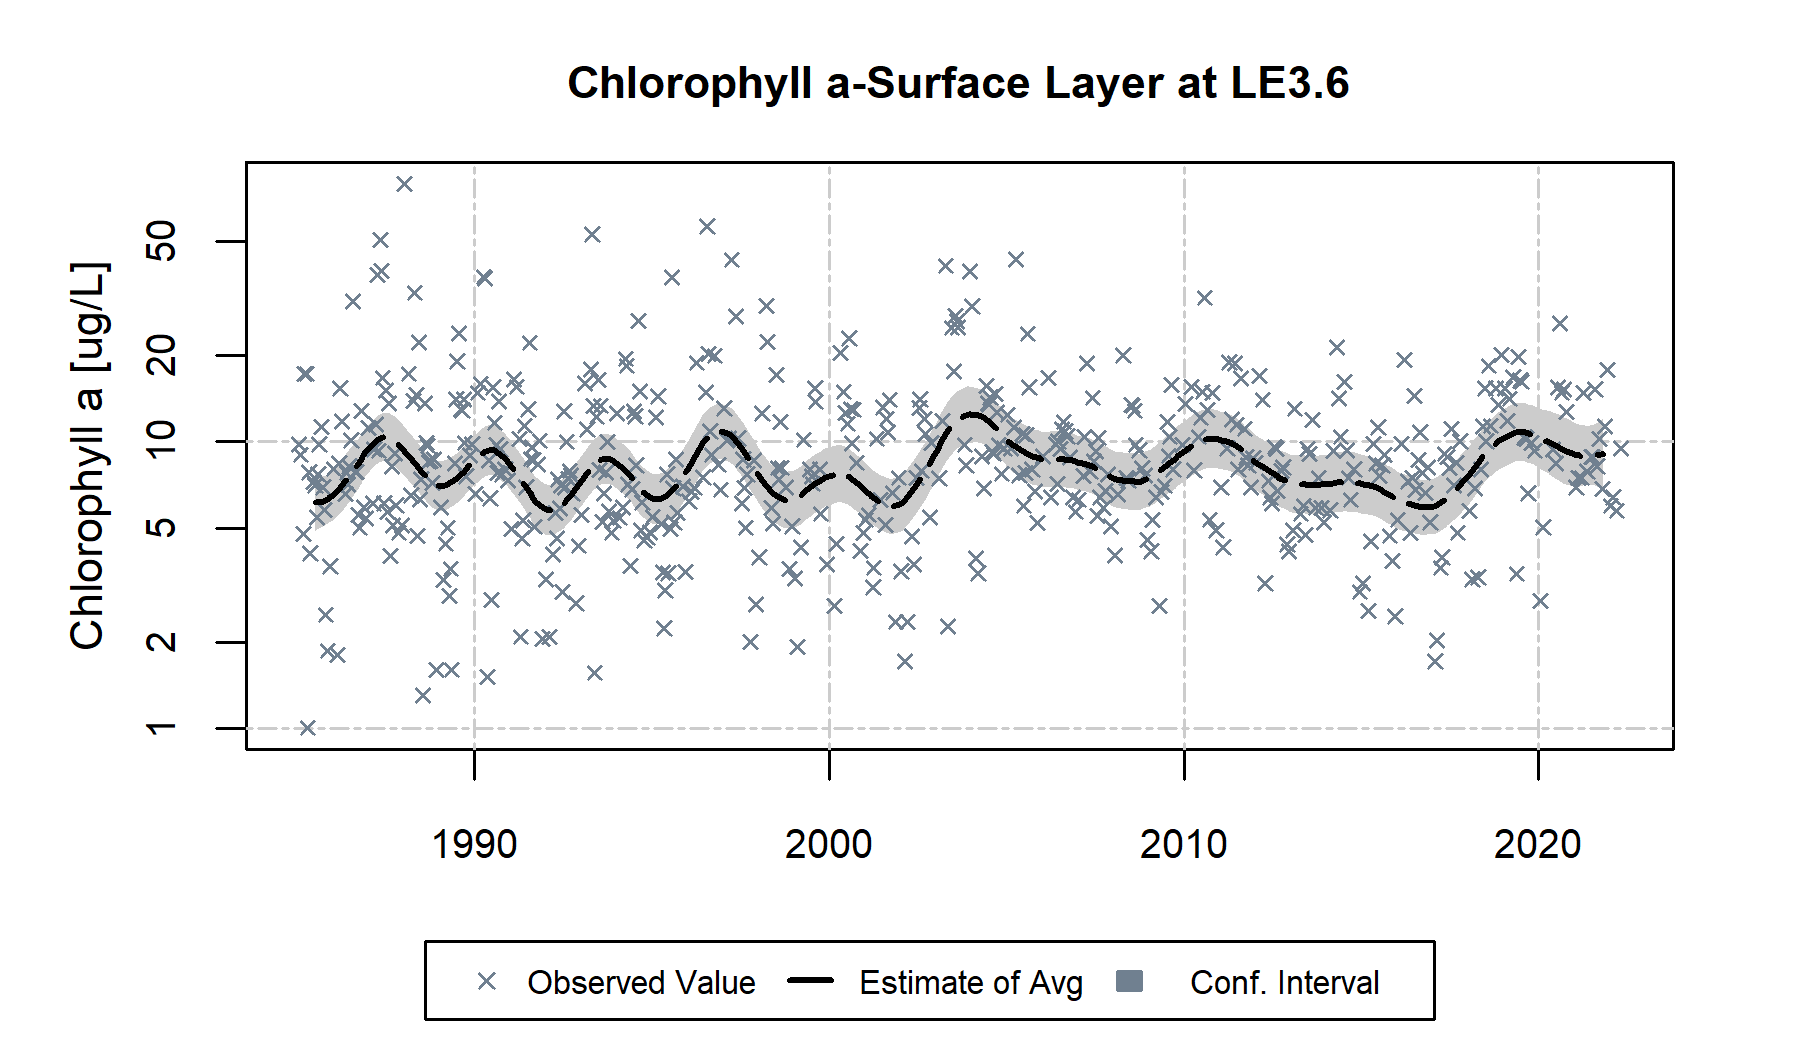 Chlorophyll a-Surface Layer at LE3.6
Chlorophyll a [ug/L]
50
20
10
5
2
1
1990 2000 2010 2020
Observed Value Estimate of Avg Conf. Interval